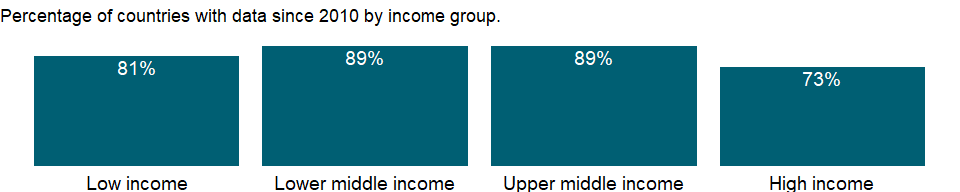 Percentage of countries with data since 2010 by income group.
81% 89% 89% 73%
Low income Lower middle income Upper middle income High income